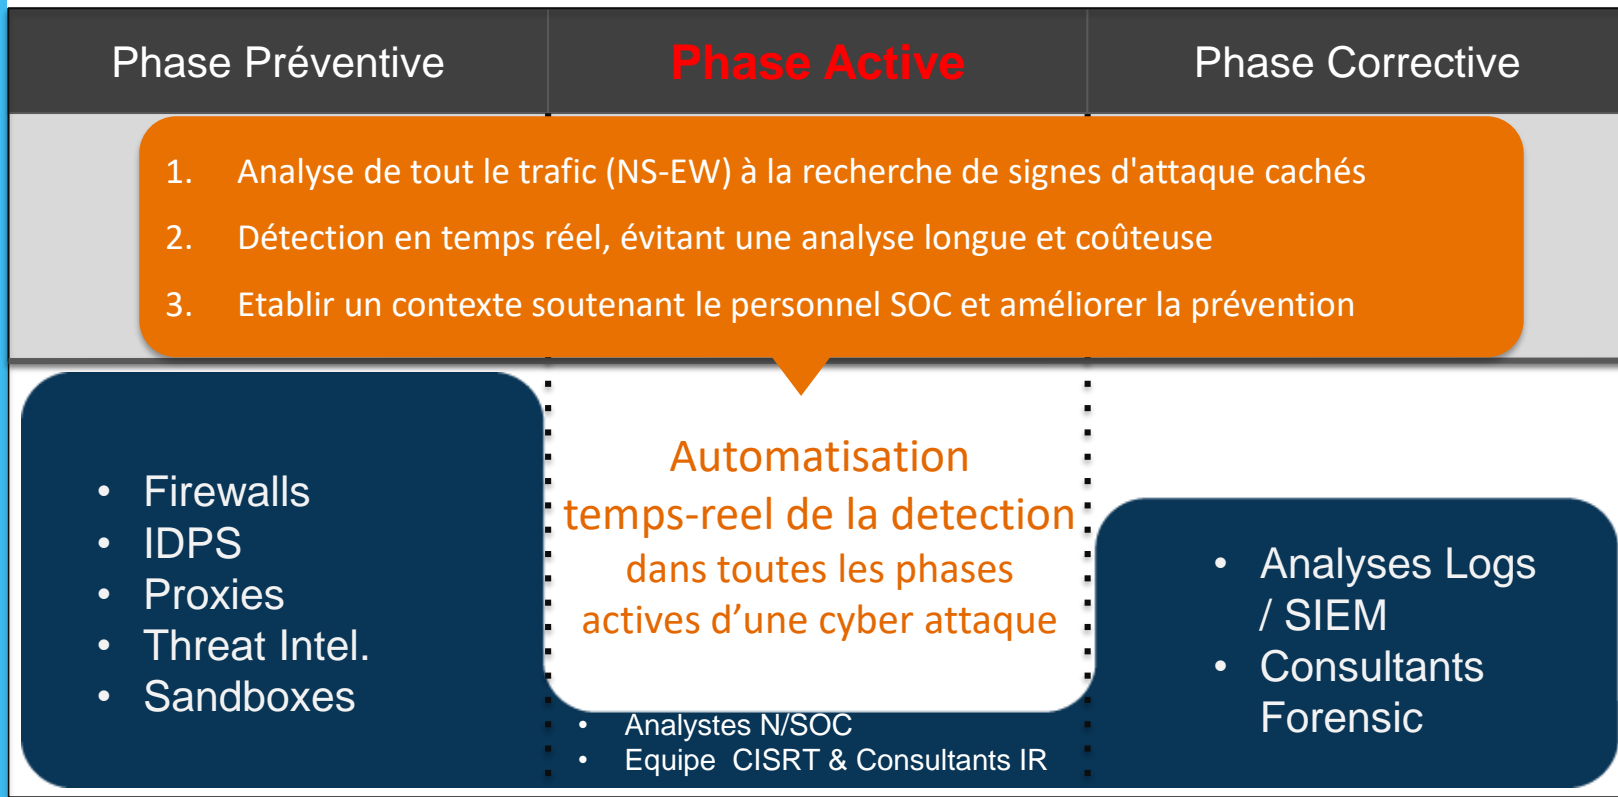 Phase Préventive
Phase Active
Phase Corrective
1. Analyse de tout le trafic (NS-EW) à la recherche de signes d'attaque cachés
2. Détection en temps réel, évitant une analyse longue et coûteuse
3. Etablir un contexte soutenant le personnel SOC et améliorer la prévention
• Firewalls
• IDPS
• Proxies
• Threat Intel.
• Sandboxes
Automatisation
temps-reel de la detection
dans toutes les phases
actives d’une cyber attaque
• Analystes N/SOC
• Equipe CISRT & Consultants IR
• Analyses Logs
/ SIEM
• Consultants
Forensic